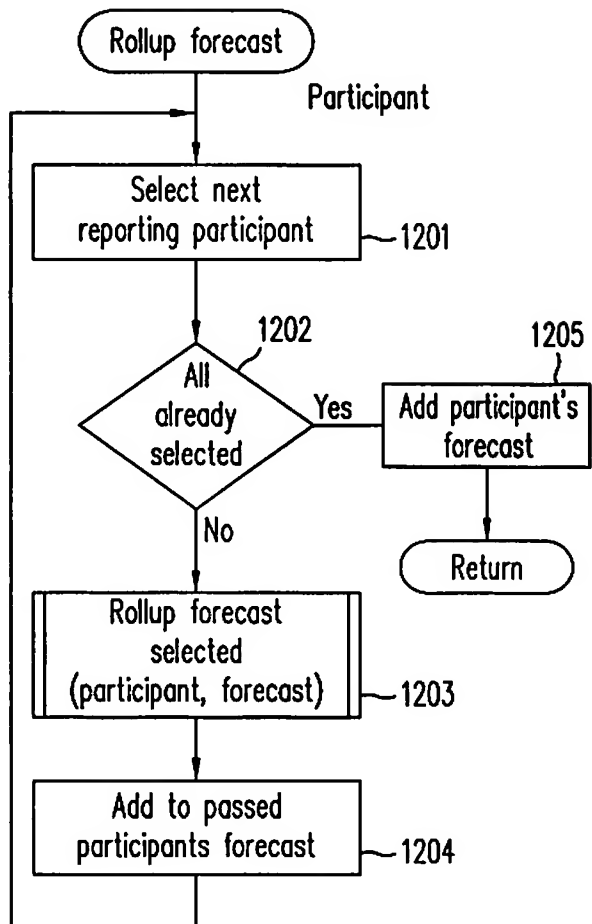 Rollup forecast
Participant
Select next
reporting participant
1201
1202
All
already
selected
Yes
1205
Add participant's
forecast
Return
No
Rollup forecast
selected
(participant, forecast)
1203
Add to passed
participants forecast
1204